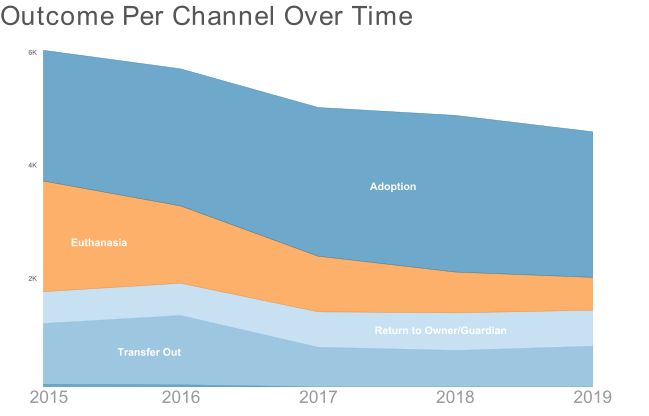 Outcome Per Channel Over Time
6K
4K
2K
Adoption
Euthanasia
Return to Owner/Guardian
Transfer Out
2015 2016 2017 2018 2019